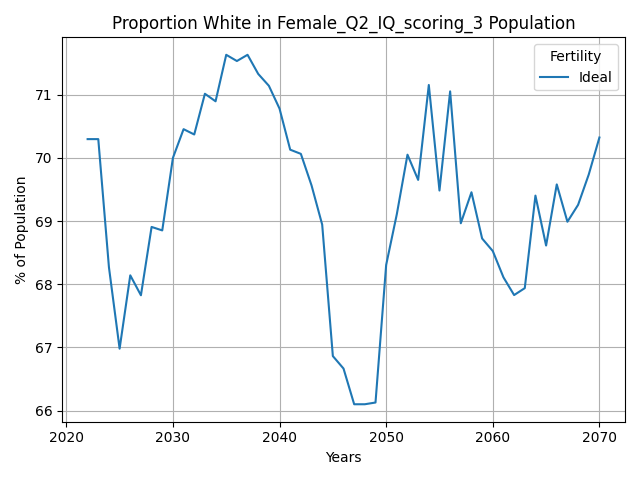 Proportion White in Female_Q2_IQ_scoring_3 Population
Fertility
Ideal
% of Population
71
70
69
68
67
66
2020
2030
2040
2050
2060
2070
Years